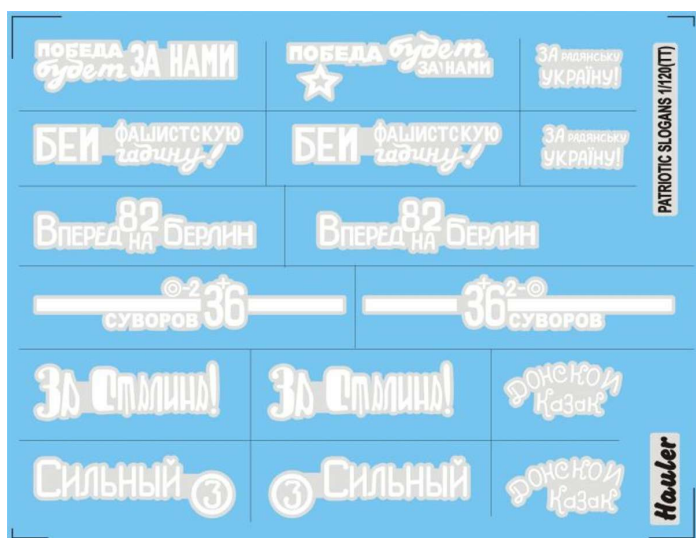 ПОБЕДА
будет ЗА НАМИ
ПОБЕДА будет
ЗА НАМИ
ЗА РАДЯНСЬКУ
УКРАЇНУ!
БЕЙ ФАШИСТСКУЮ
гадину!
БЕЙ ФАШИСТСКУЮ
гадину!
ЗА РАДЯНСЬКУ
УКРАЇНУ!
82
ВПЕРЕД НА БЕРЛИН
82
ВПЕРЕД НА БЕРЛИН
-2 36
СУВОРОВ
36 2-
СУВОРОВ
За Сталина!
За Сталина!
ДОНСКОЙ
Казак
СИЛЬНЫЙ 3
3 СИЛЬНЫЙ
ДОНСКОЙ
Казак
PATRIOTIC SLOGANS 1/120(TT)
Hauler